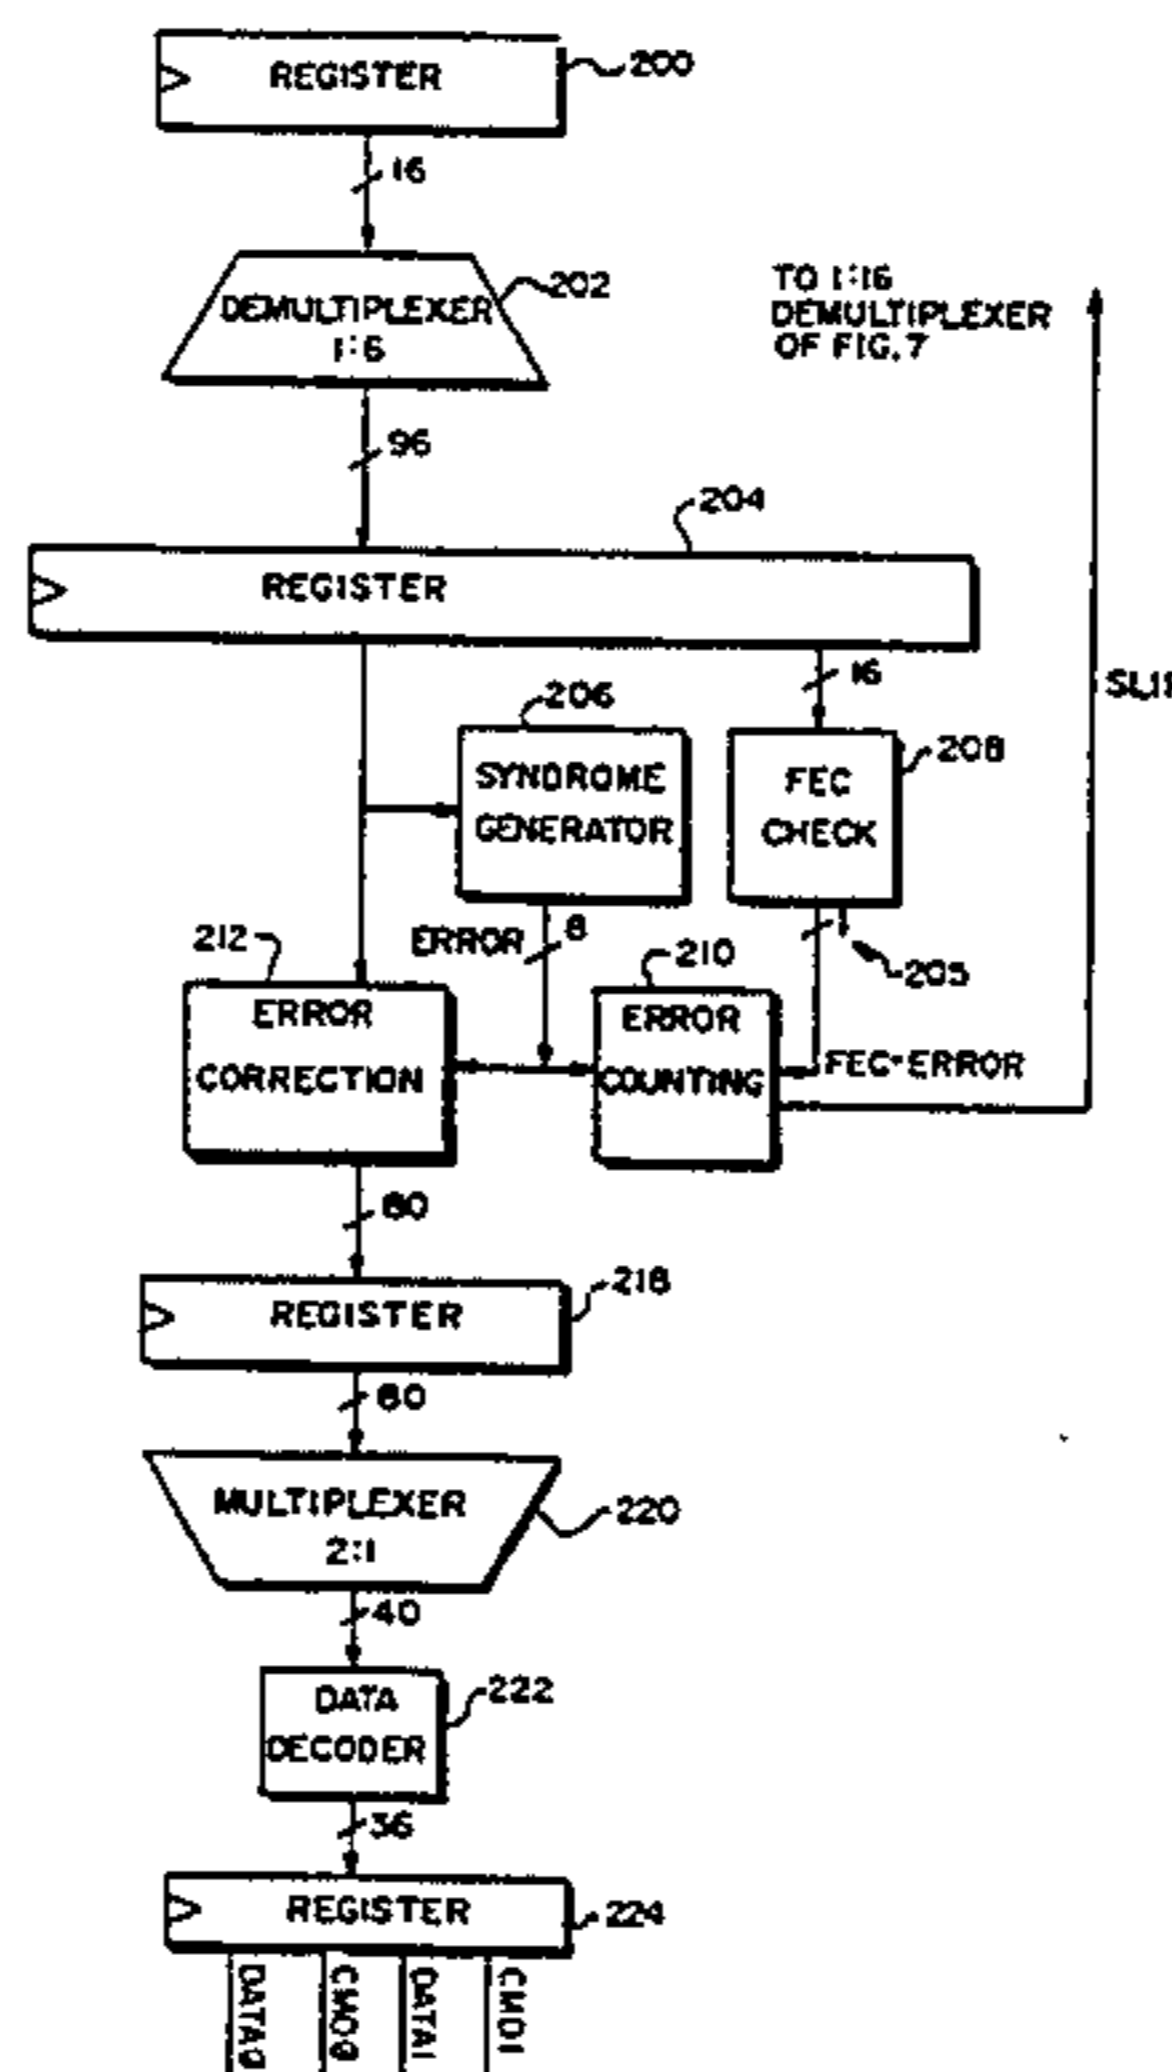 REGISTER
200
16
DEMULTIPLEXER
1:6
202
TO 1:16
DEMULTIPLEXER
OF FIG. 7
96
204
REGISTER
16
206
SYNDROME
GENERATOR
FEC
CHECK
208
ERROR
8
205
212
ERROR
CORRECTION
210
ERROR
COUNTING
FEC-ERROR
80
REGISTER
218
80
MULTIPLEXER
2:1
220
40
DATA
DECODER
222
36
REGISTER
224
DATA0
CMD0
DATA1
CMD1